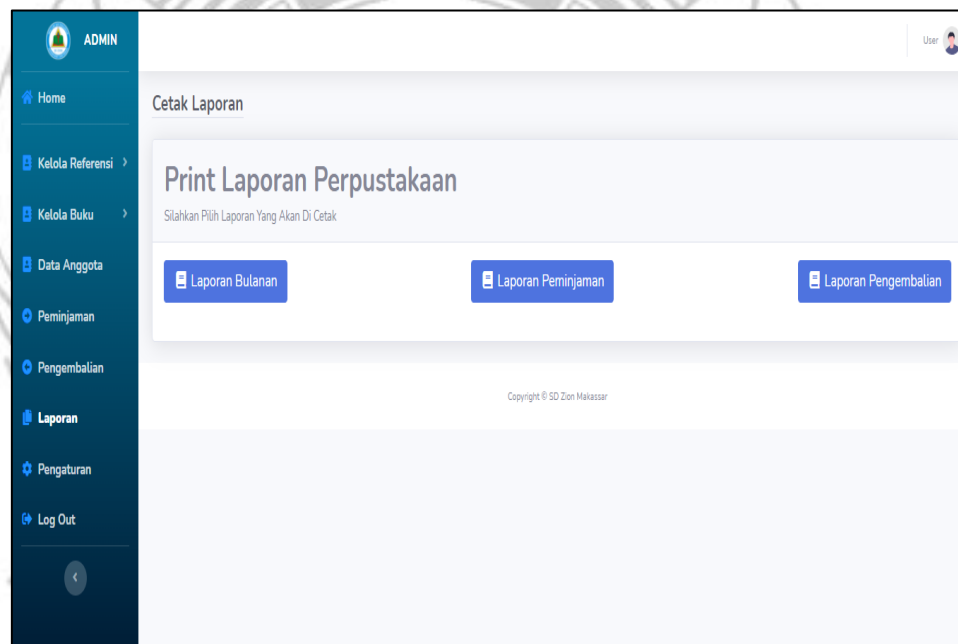 ADMIN
User
Home
Cetak Laporan
Kelola Referensi
Print Laporan Perpustakaan
Kelola Buku
Silahkan Pilih Laporan Yang Akan Di Cetak
Data Anggota
Laporan Bulanan
Laporan Peminjaman
Laporan Pengembalian
Peminjaman
Pengembalian
Copyright © SD Zion Makassar
Laporan
Pengaturan
Log Out